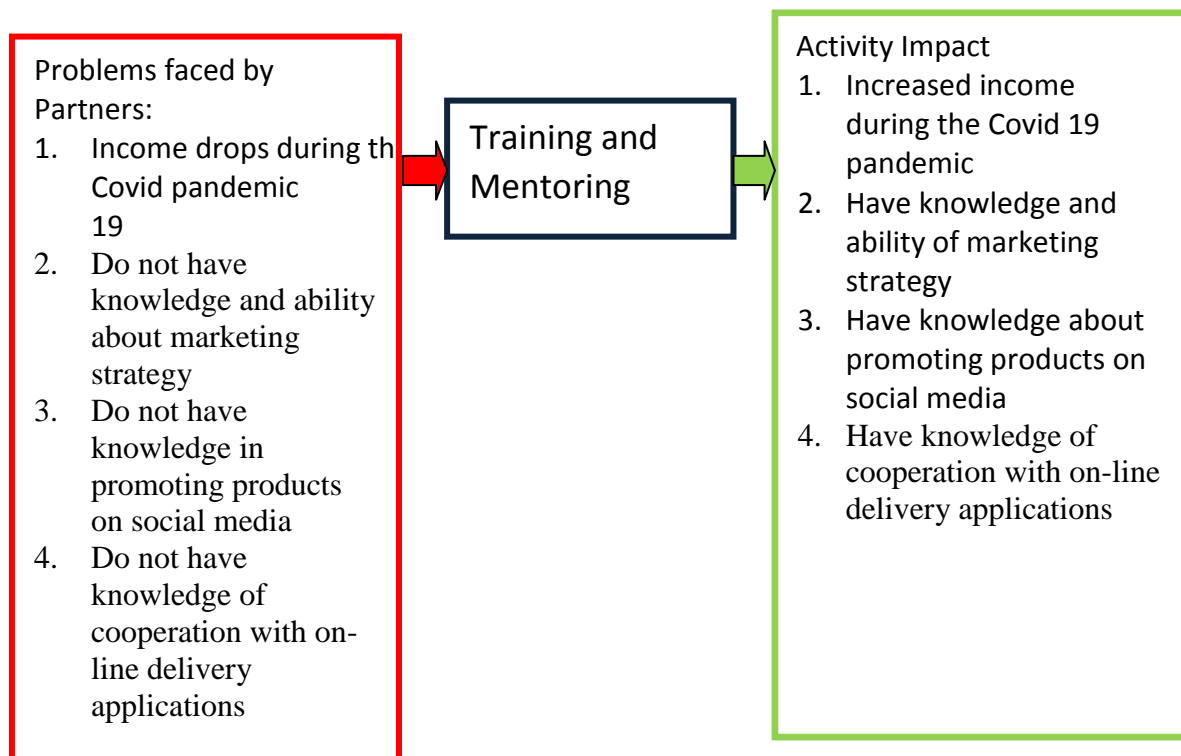 Problems faced by
Partners:
1. Income drops during th
Covid pandemic
19
2. Do not have
knowledge and ability
about marketing
strategy
3. Do not have
knowledge in
promoting products
on social media
4. Do not have
knowledge of
cooperation with on-
line delivery
applications
Training and
Mentoring
Activity Impact
1. Increased income
during the Covid 19
pandemic
2. Have knowledge and
ability of marketing
strategy
3. Have knowledge about
promoting products on
social media
4. Have knowledge of
cooperation with on-line
delivery applications